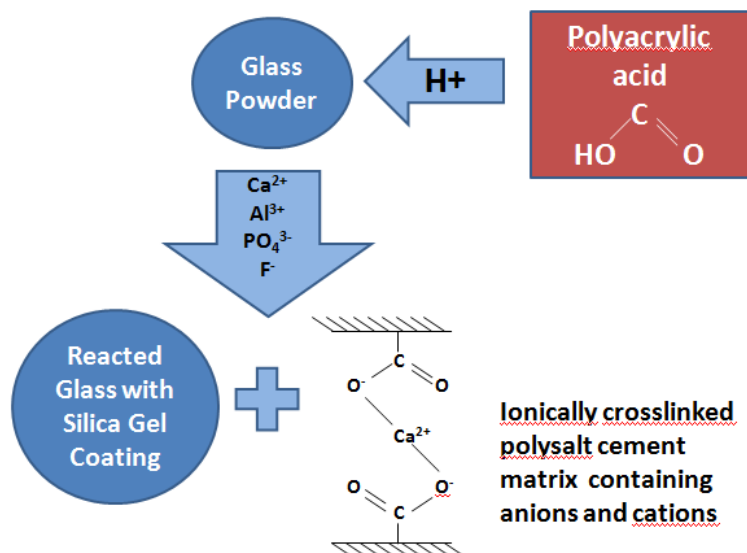 Glass
Powder
H+
Polyacrylic
acid
C
HO
O
Ca²⁺
Al³⁺
PO₄³⁻
F⁻
Reacted
Glass with
Silica Gel
Coating
C
O⁻
O
Ca²⁺
O
O⁻
C
Ionically crosslinked
polysalt cement
matrix containing
anions and cations